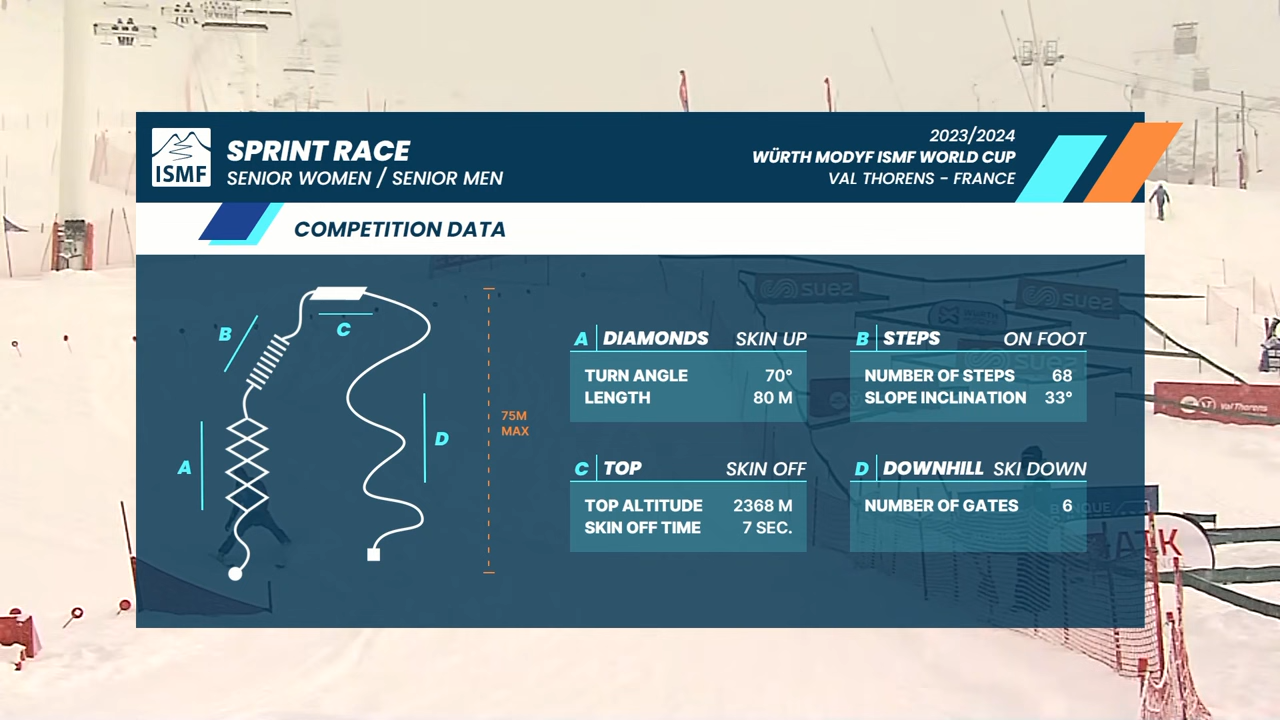 ISMF
SPRINT RACE
SENIOR WOMEN / SENIOR MEN
2023/2024
WÜRTH MODYF ISMF WORLD CUP
VAL THORENS - FRANCE
COMPETITION DATA
A
B
C
D
75M
MAX
A DIAMONDS SKIN UP
TURN ANGLE 70°
LENGTH 80 M
B STEPS ON FOOT
NUMBER OF STEPS 68
SLOPE INCLINATION 33°
C TOP SKIN OFF
TOP ALTITUDE 2368 M
SKIN OFF TIME 7 SEC.
D DOWNHILL SKI DOWN
NUMBER OF GATES 6
suez
suez
WÜRTH
suez
Val Thorens